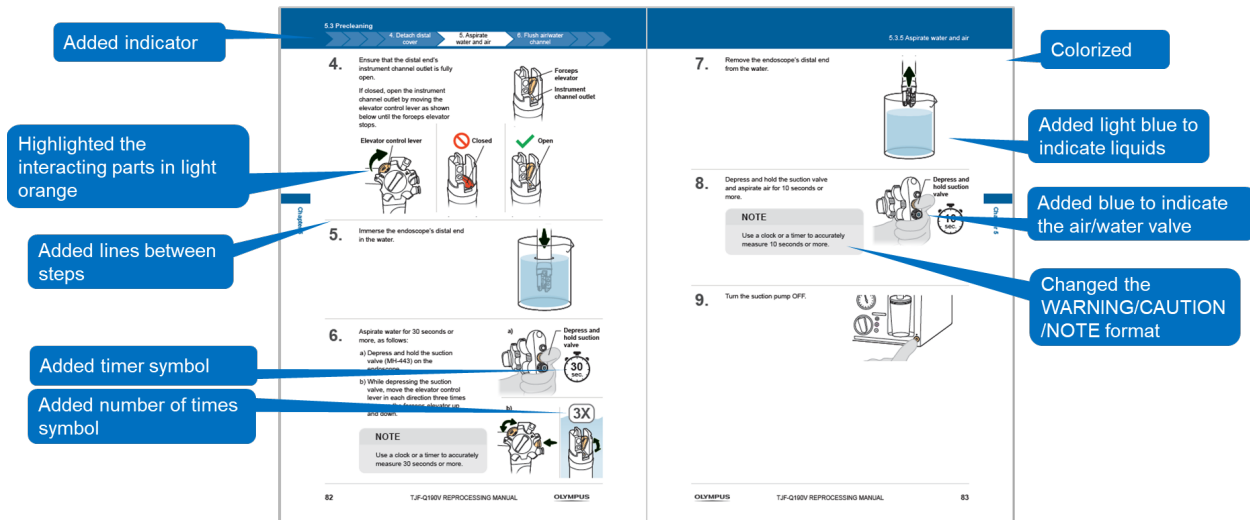 Added indicator
Highlighted the
interacting parts in light
orange
Added lines between
steps
Added timer symbol
Added number of times
symbol
5.3 Precleaning
4. Detach distal
cover
5. Aspirate
water and air
6. Flush air/water
channel
4.
Ensure that the distal end's
instrument channel outlet is fully
open.
If closed, open the instrument
channel outlet by moving the
elevator control lever as shown
below until the forceps elevator
stops.
Forceps
elevator
Instrument
channel outlet
Elevator control lever
Closed
Open
5.
Immerse the endoscope's distal end
in the water.
6.
Aspirate water for 30 seconds or
more, as follows:
a) Depress and hold the suction
valve (MH-443) on the
endoscope.
b) While depressing the suction
valve, move the elevator control
lever in each direction three times
and down.
a)
Depress and
hold suction
valve
30
sec.
b)
3X
NOTE
Use a clock or a timer to accurately
measure 30 seconds or more.
82
TJF-Q190V REPROCESSING MANUAL
OLYMPUS
5.3.5 Aspirate water and air
7.
Remove the endoscope's distal end
from the water.
8.
Depress and hold the suction valve
and aspirate air for 10 seconds or
more.
NOTE
Use a clock or a timer to accurately
measure 10 seconds or more.
Depress and
hold suction
valve
10
sec.
9.
Turn the suction pump OFF.
OLYMPUS
TJF-Q190V REPROCESSING MANUAL
83
Colorized
Added light blue to
indicate liquids
Added blue to indicate
the air/water valve
Changed the
WARNING/CAUTION
/NOTE format